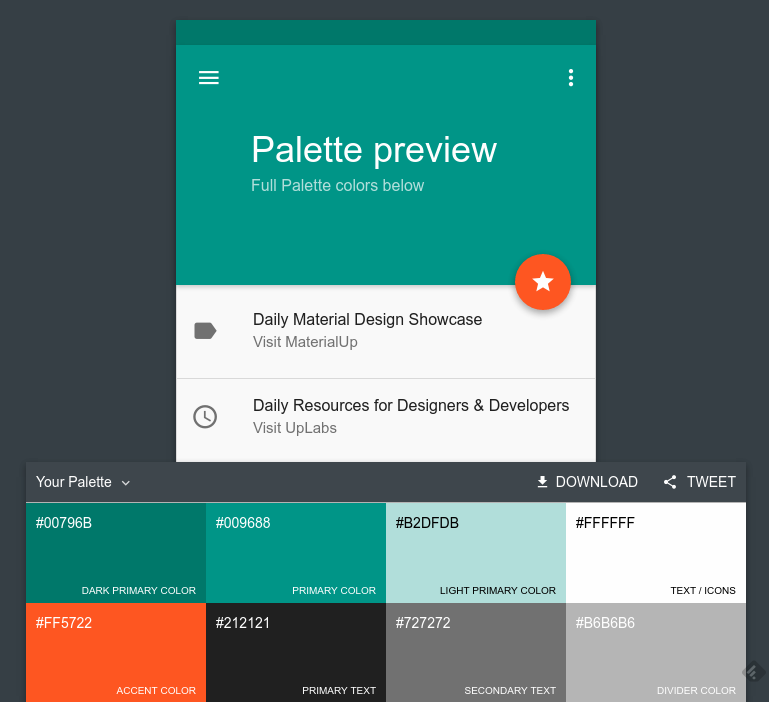 Palette preview
Full Palette colors below
Daily Material Design Showcase
Visit MaterialUp
Daily Resources for Designers & Developers
Visit UpLabs
Your Palette
DOWNLOAD
TWEET
#00796B
DARK PRIMARY COLOR
#009688
PRIMARY COLOR
#B2DFDB
LIGHT PRIMARY COLOR
#FFFFFF
TEXT / ICONS
#FF5722
ACCENT COLOR
#212121
PRIMARY TEXT
#727272
SECONDARY TEXT
#B6B6B6
DIVIDER COLOR